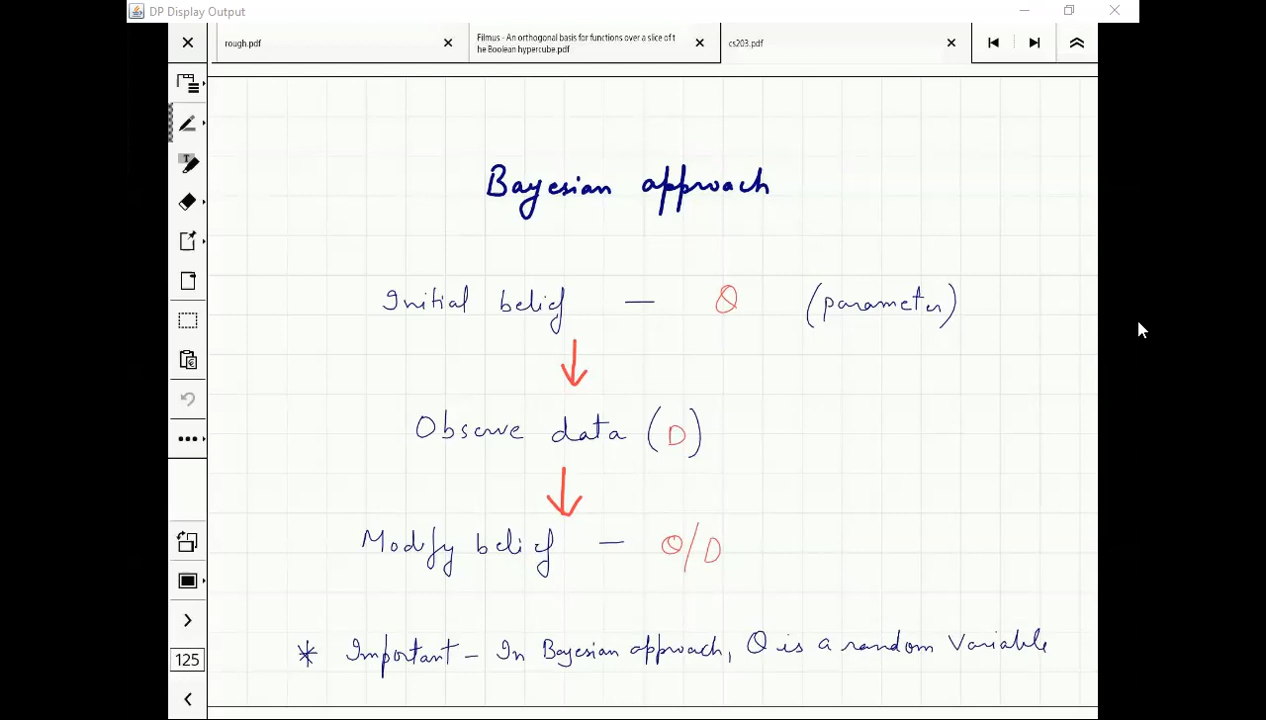 DP Display Output
rough.pdf
Filmus - An orthogonal basis for functions over a slice of t
he Boolean hypercube.pdf
cs203.pdf
Bayesian approach
Initial belief — θ (parameter)
Observe data (D)
Modify belief — θ/D
* Important - In Bayesian approach, θ is a random Variable
125